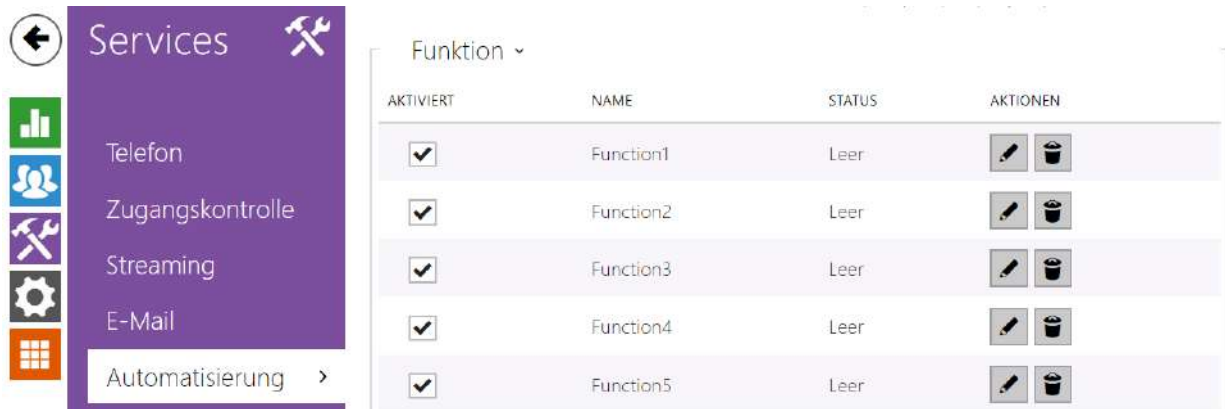 Services
Telefon
Zugangskontrolle
Streaming
E-Mail
Automatisierung
Funktion
AKTIVIERT NAME STATUS AKTIONEN
Function1 Leer
Function2 Leer
Function3 Leer
Function4 Leer
Function5 Leer